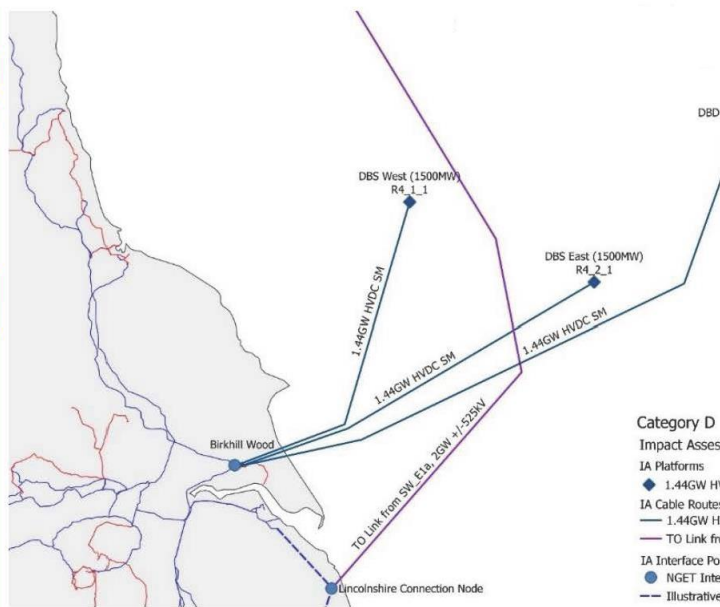 DBD
DBS West (1500MW)
R4_1_1
DBS East (1500MW)
R4_2_1
1.44GW HVDC SM
1.44GW HVDC SM
1.44GW HVDC SM
Birkhill Wood
TO Link from SW_E1a, 2GW +/-525kV
Lincolnshire Connection Node
Category D
Impact Asses
IA Platforms
1.44GW HV
IA Cable Routes
1.44GW H
TO Link fr
IA Interface Po
NGET Inte
Illustrative